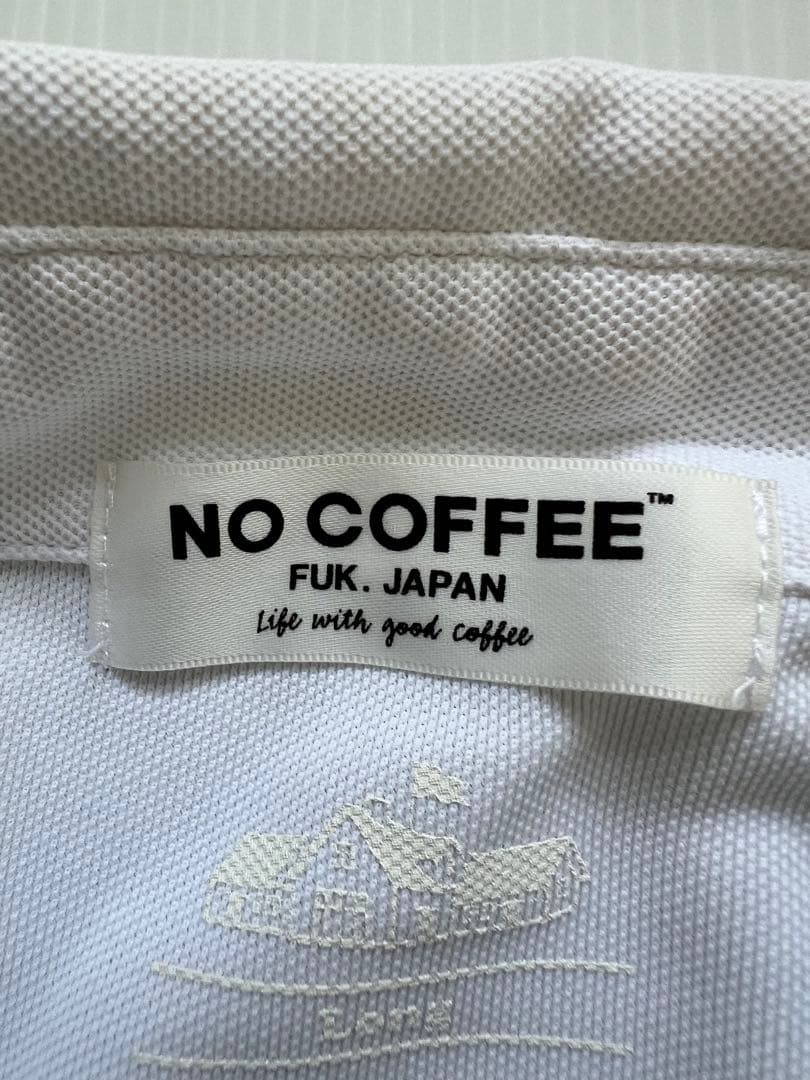 NO COFFEE™
FUK. JAPAN
Life with good coffee